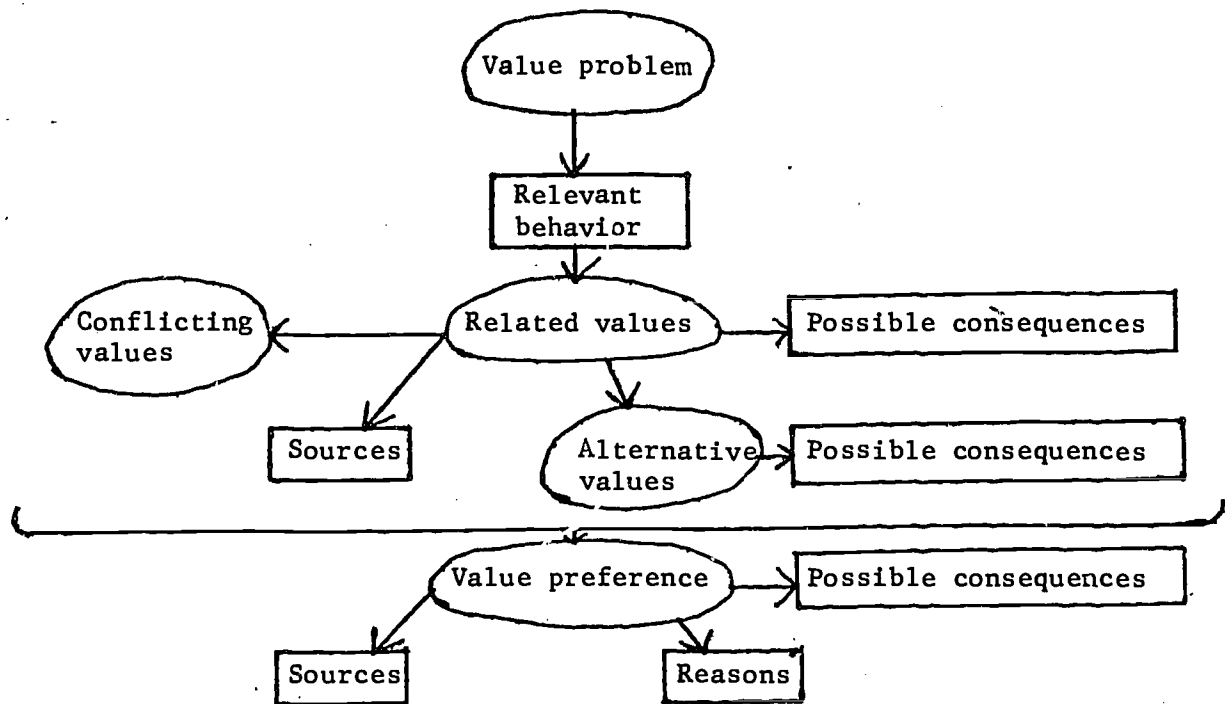 Value problem
Relevant
behavior
Conflicting
values
Related values
Possible consequences
Sources
Alternative
values
Possible consequences
Value preference
Possible consequences
Sources
Reasons